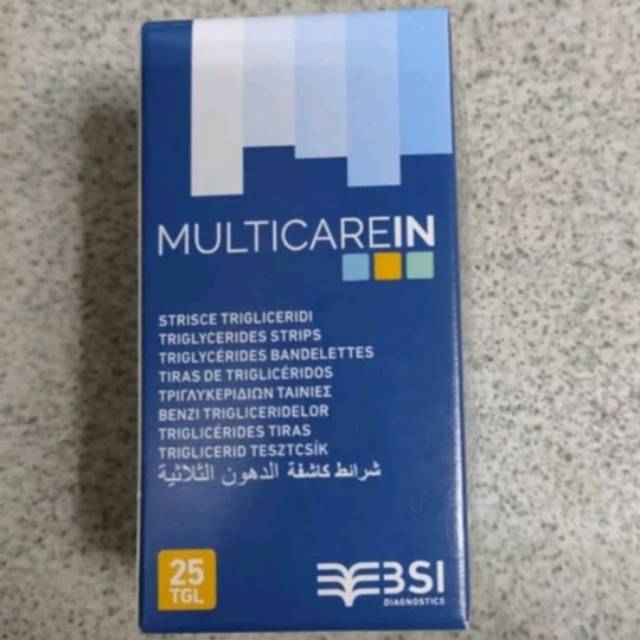 MULTICAREIN
STRISCE TRIGLICERIDI
TRIGLYCERIDES STRIPS
TRIGLYCÉRIDES BANDELETTES
TIRAS DE TRIGLICÉRIDOS
ΤΡΙΓΛΥΚΕΡΙΔΙΩΝ ΤΑΙΝΙΕΣ
BENZI TRIGLICERIDELOR
TRIGLICÉRIDES TIRAS
TRIGLICERID TESZTCSÍK
شرائط كاشفة الدهون الثلاثية
25
TGL
BSI
DIAGNOSTICS